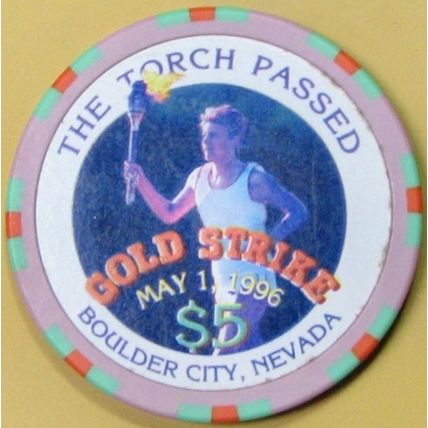 THE TORCH PASSED
GOLD STRIKE
MAY 1, 1996
$5
BOULDER CITY, NEVADA